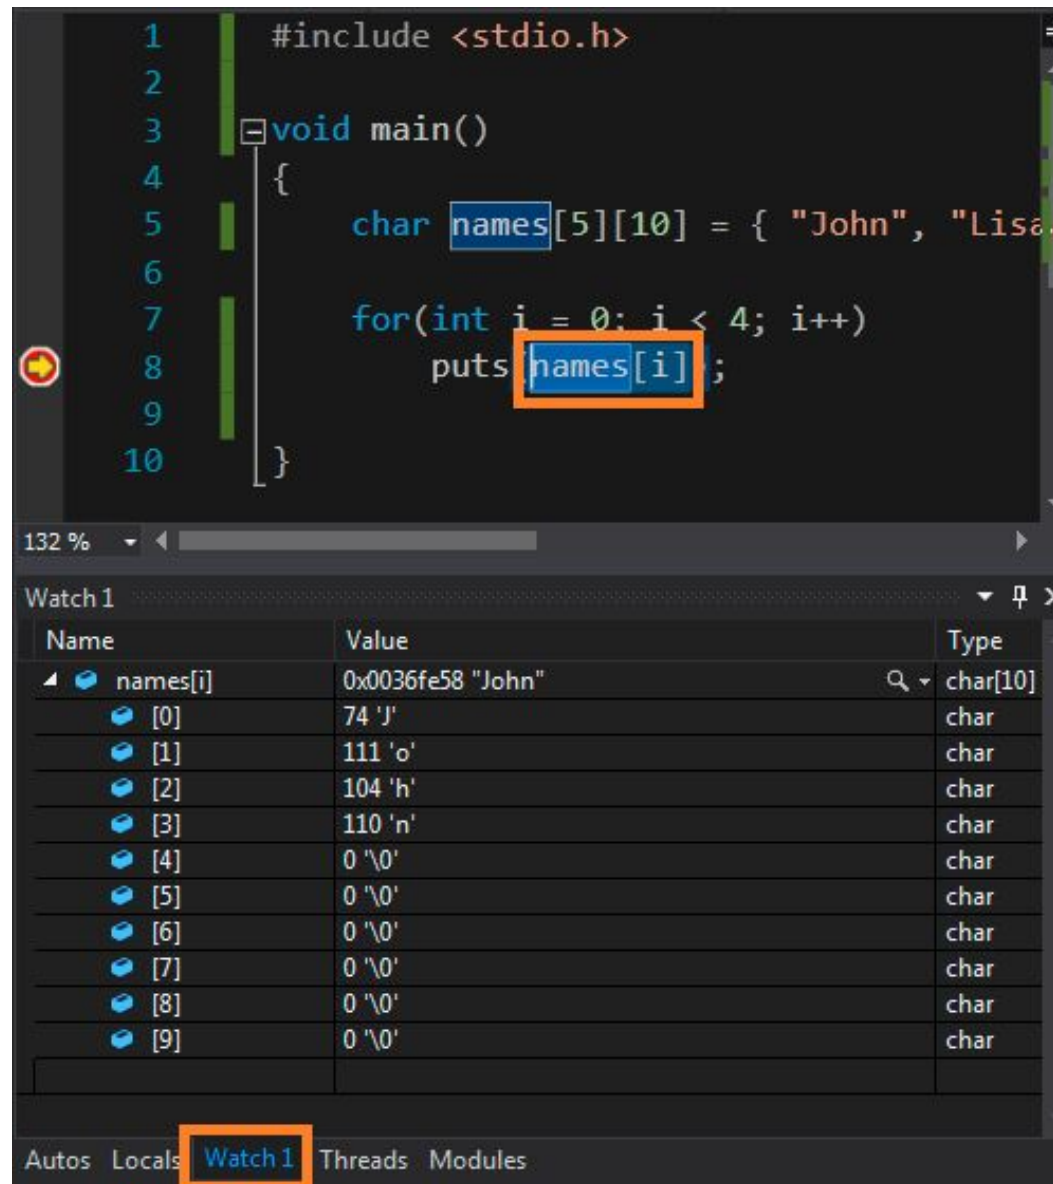 1 #include <stdio.h>
2
3 void main()
4 {
5 char names[5][10] = { "John", "Lisa
6
7 for(int i = 0; i < 4; i++)
8 puts(names[i]);
9
10 }
132 %
Watch 1
Name Value Type
names[i] 0x0036fe58 "John" char[10]
[0] 74 'J' char
[1] 111 'o' char
[2] 104 'h' char
[3] 110 'n' char
[4] 0 '\0' char
[5] 0 '\0' char
[6] 0 '\0' char
[7] 0 '\0' char
[8] 0 '\0' char
[9] 0 '\0' char
Autos Locals Watch 1 Threads Modules